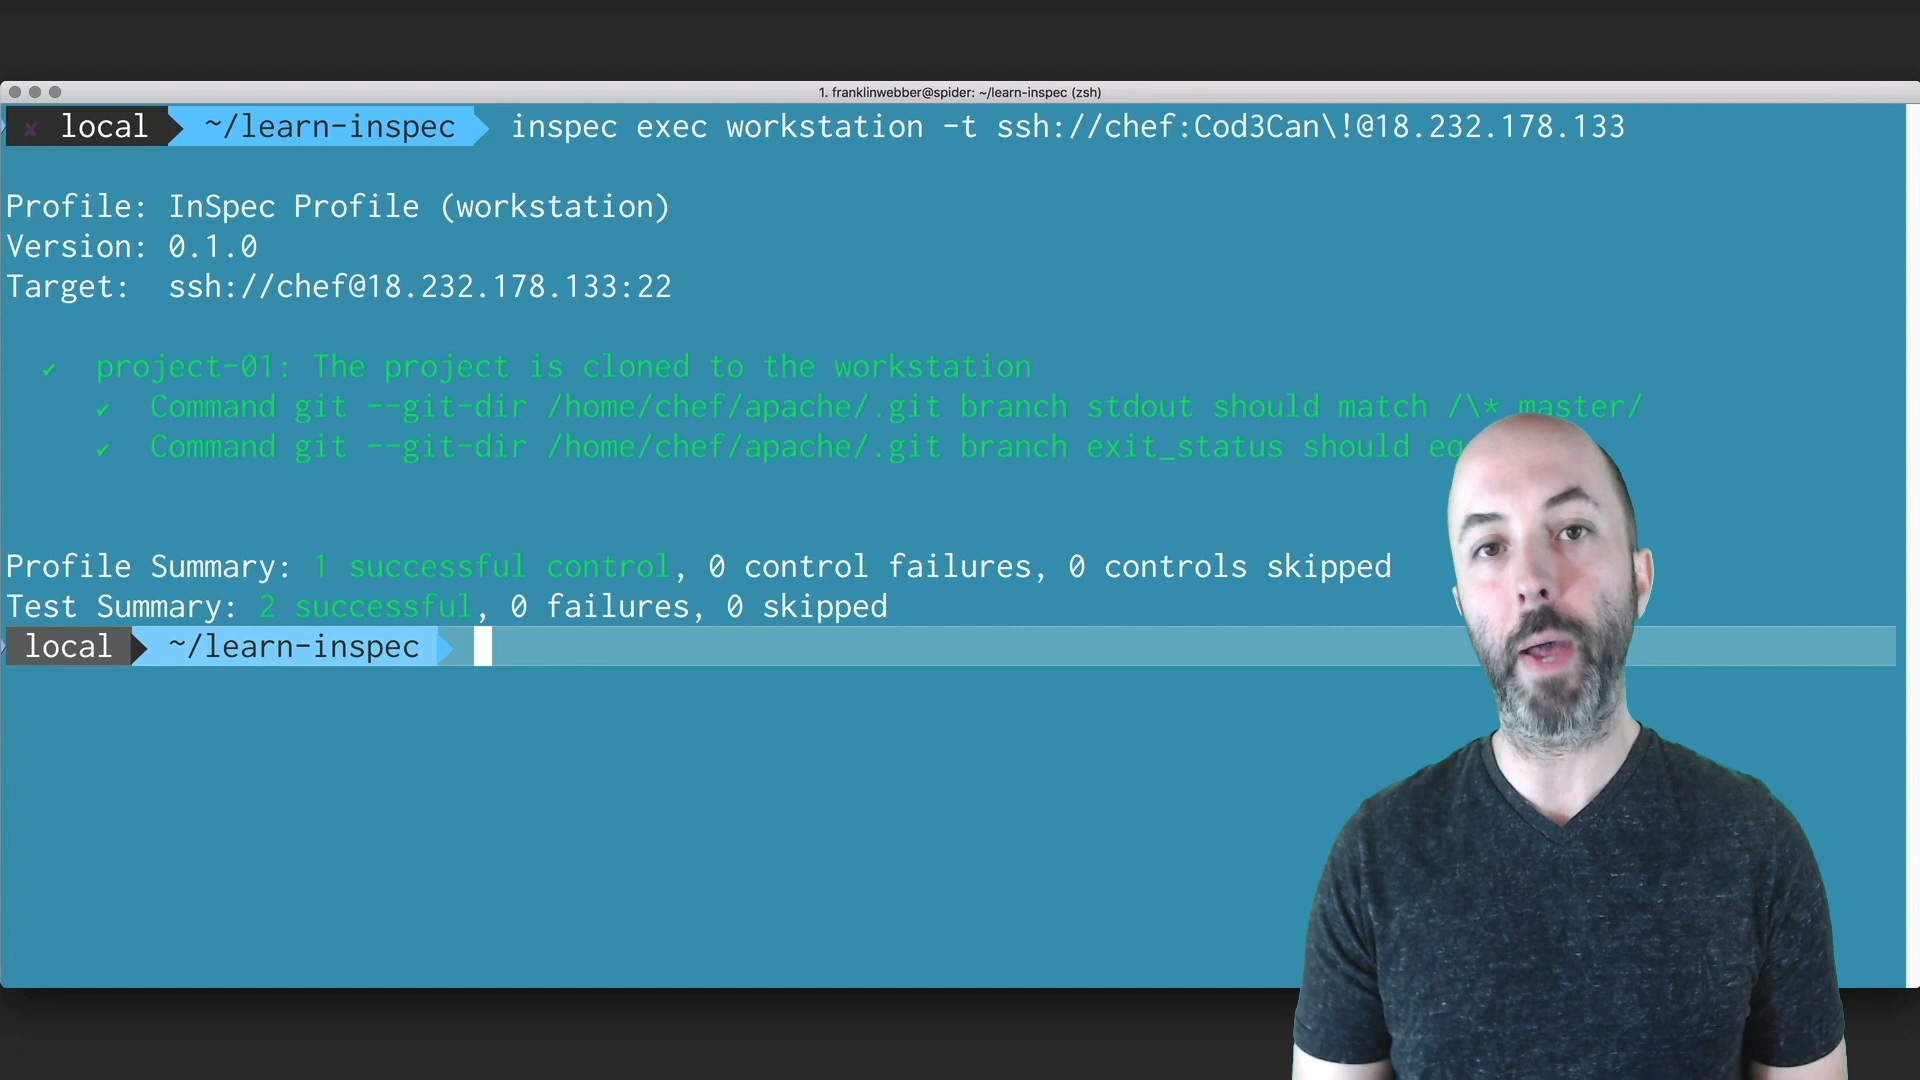 1. franklinwebber@spider: ~/learn-inspec (zsh)
✘ local ~/learn-inspec inspec exec workstation -t ssh://chef:Cod3Can\!@18.232.178.133
Profile: InSpec Profile (workstation)
Version: 0.1.0
Target: ssh://chef@18.232.178.133:22
✔ project-01: The project is cloned to the workstation
✔ Command git --git-dir /home/chef/apache/.git branch stdout should match /\* master/
✔ Command git --git-dir /home/chef/apache/.git branch exit_status should
Profile Summary: 1 successful control, 0 control failures, 0 controls skipped
Test Summary: 2 successful, 0 failures, 0 skipped
local ~/learn-inspec